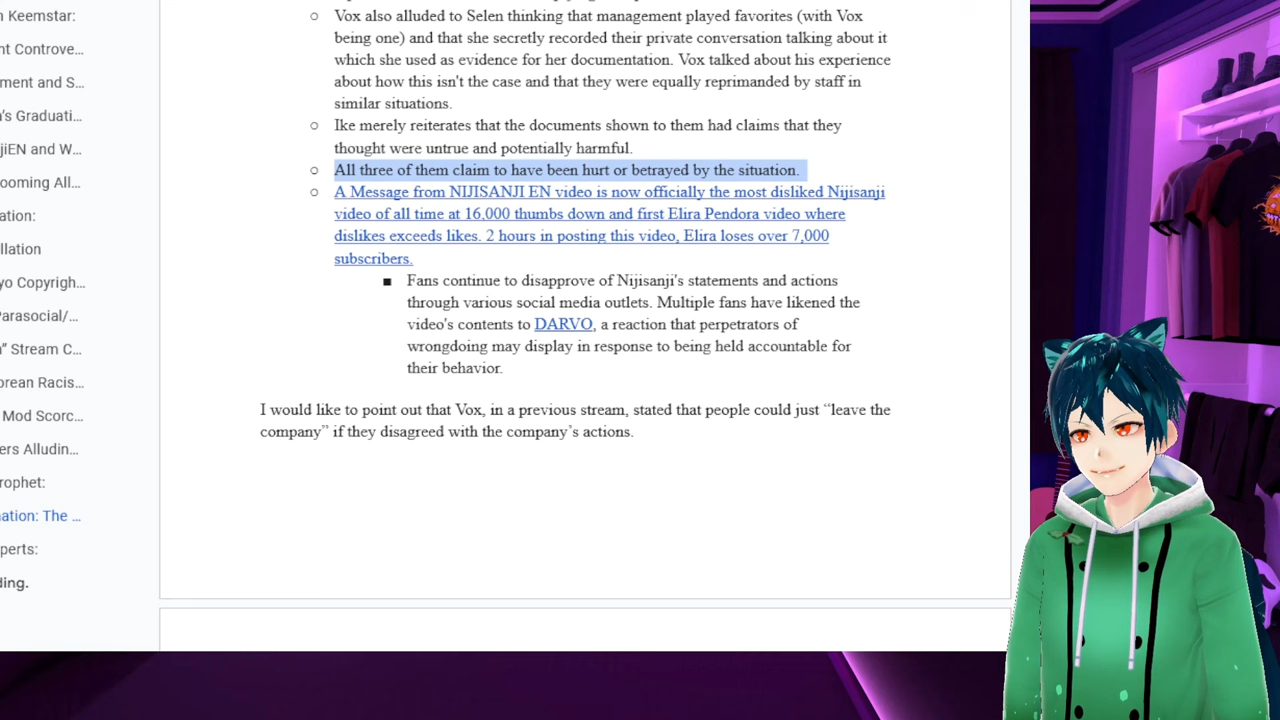 n Keemstar:
nt Controve...
ment and S...
a's Graduati...
jiEN and W...
ooming All...
ation:
llation
yo Copyrigh...
Parasocial/...
n" Stream C...
orean Racis...
Mod Scorc...
ers Alludin...
rophet:
nation: The ...
perts:
ding.
○ Vox also alluded to Selen thinking that management played favorites (with Vox
being one) and that she secretly recorded their private conversation talking about it
which she used as evidence for her documentation. Vox talked about his experience
about how this isn't the case and that they were equally reprimanded by staff in
similar situations.
○ Ike merely reiterates that the documents shown to them had claims that they
thought were untrue and potentially harmful.
○ All three of them claim to have been hurt or betrayed by the situation.
○ A Message from NIJISANJI EN video is now officially the most disliked Nijisanji
video of all time at 16,000 thumbs down and first Elira Pendora video where
dislikes exceeds likes. 2 hours in posting this video, Elira loses over 7,000
subscribers.
■ Fans continue to disapprove of Nijisanji's statements and actions
through various social media outlets. Multiple fans have likened the
video's contents to DARVO, a reaction that perpetrators of
wrongdoing may display in response to being held accountable for
their behavior.
I would like to point out that Vox, in a previous stream, stated that people could just “leave the
company” if they disagreed with the company’s actions.